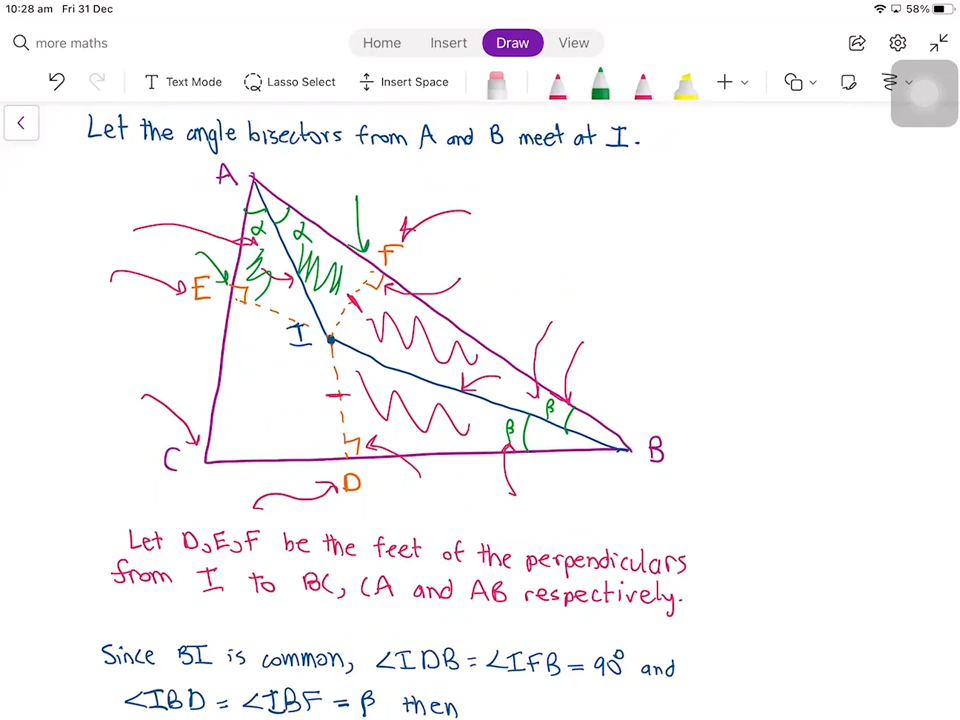 10:28 am Fri 31 Dec
58%
more maths
Home Insert Draw View
Text Mode Lasso Select Insert Space
Let the angle bisectors from A and B meet at I.
A
α α
F
E
I
β
β
C
B
D
Let D,E,F be the feet of the perpendiculars
from I to BC, CA and AB respectively.
Since BI is common, ∠IDB = ∠IFB = 90° and
∠IBD = ∠IBF = β then